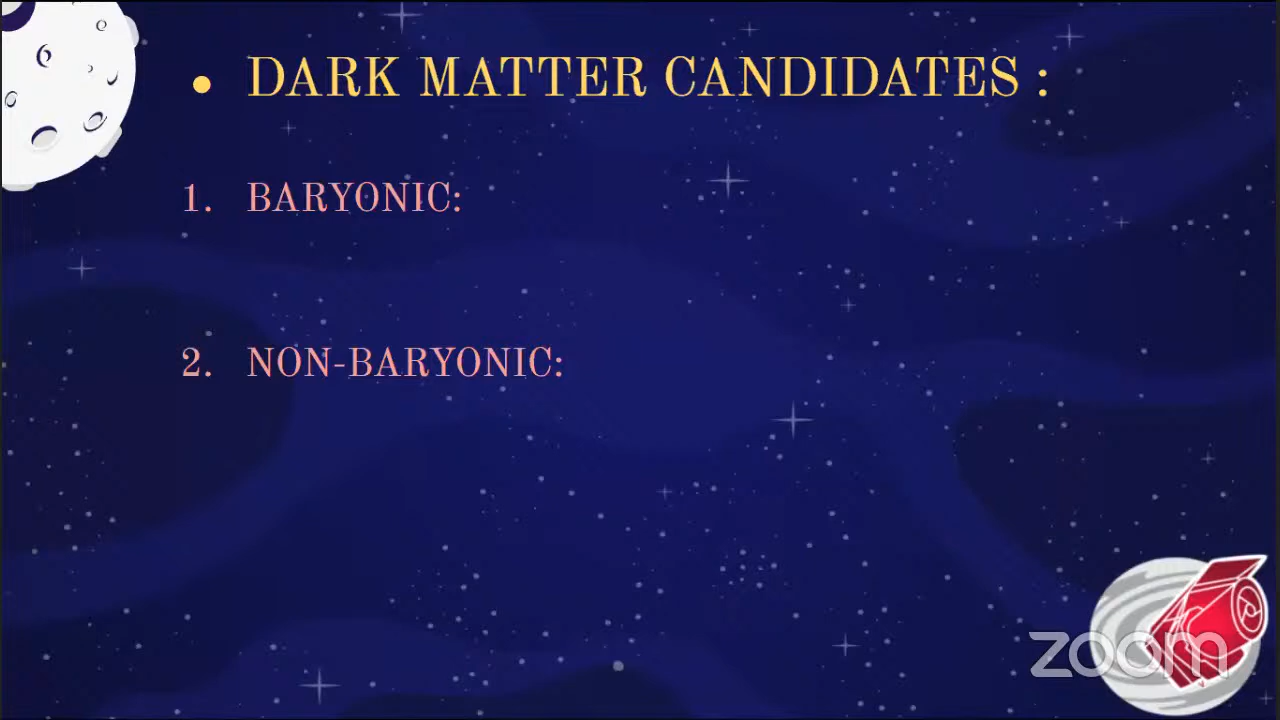 • DARK MATTER CANDIDATES :
1. BARYONIC:
2. NON-BARYONIC:
zoom